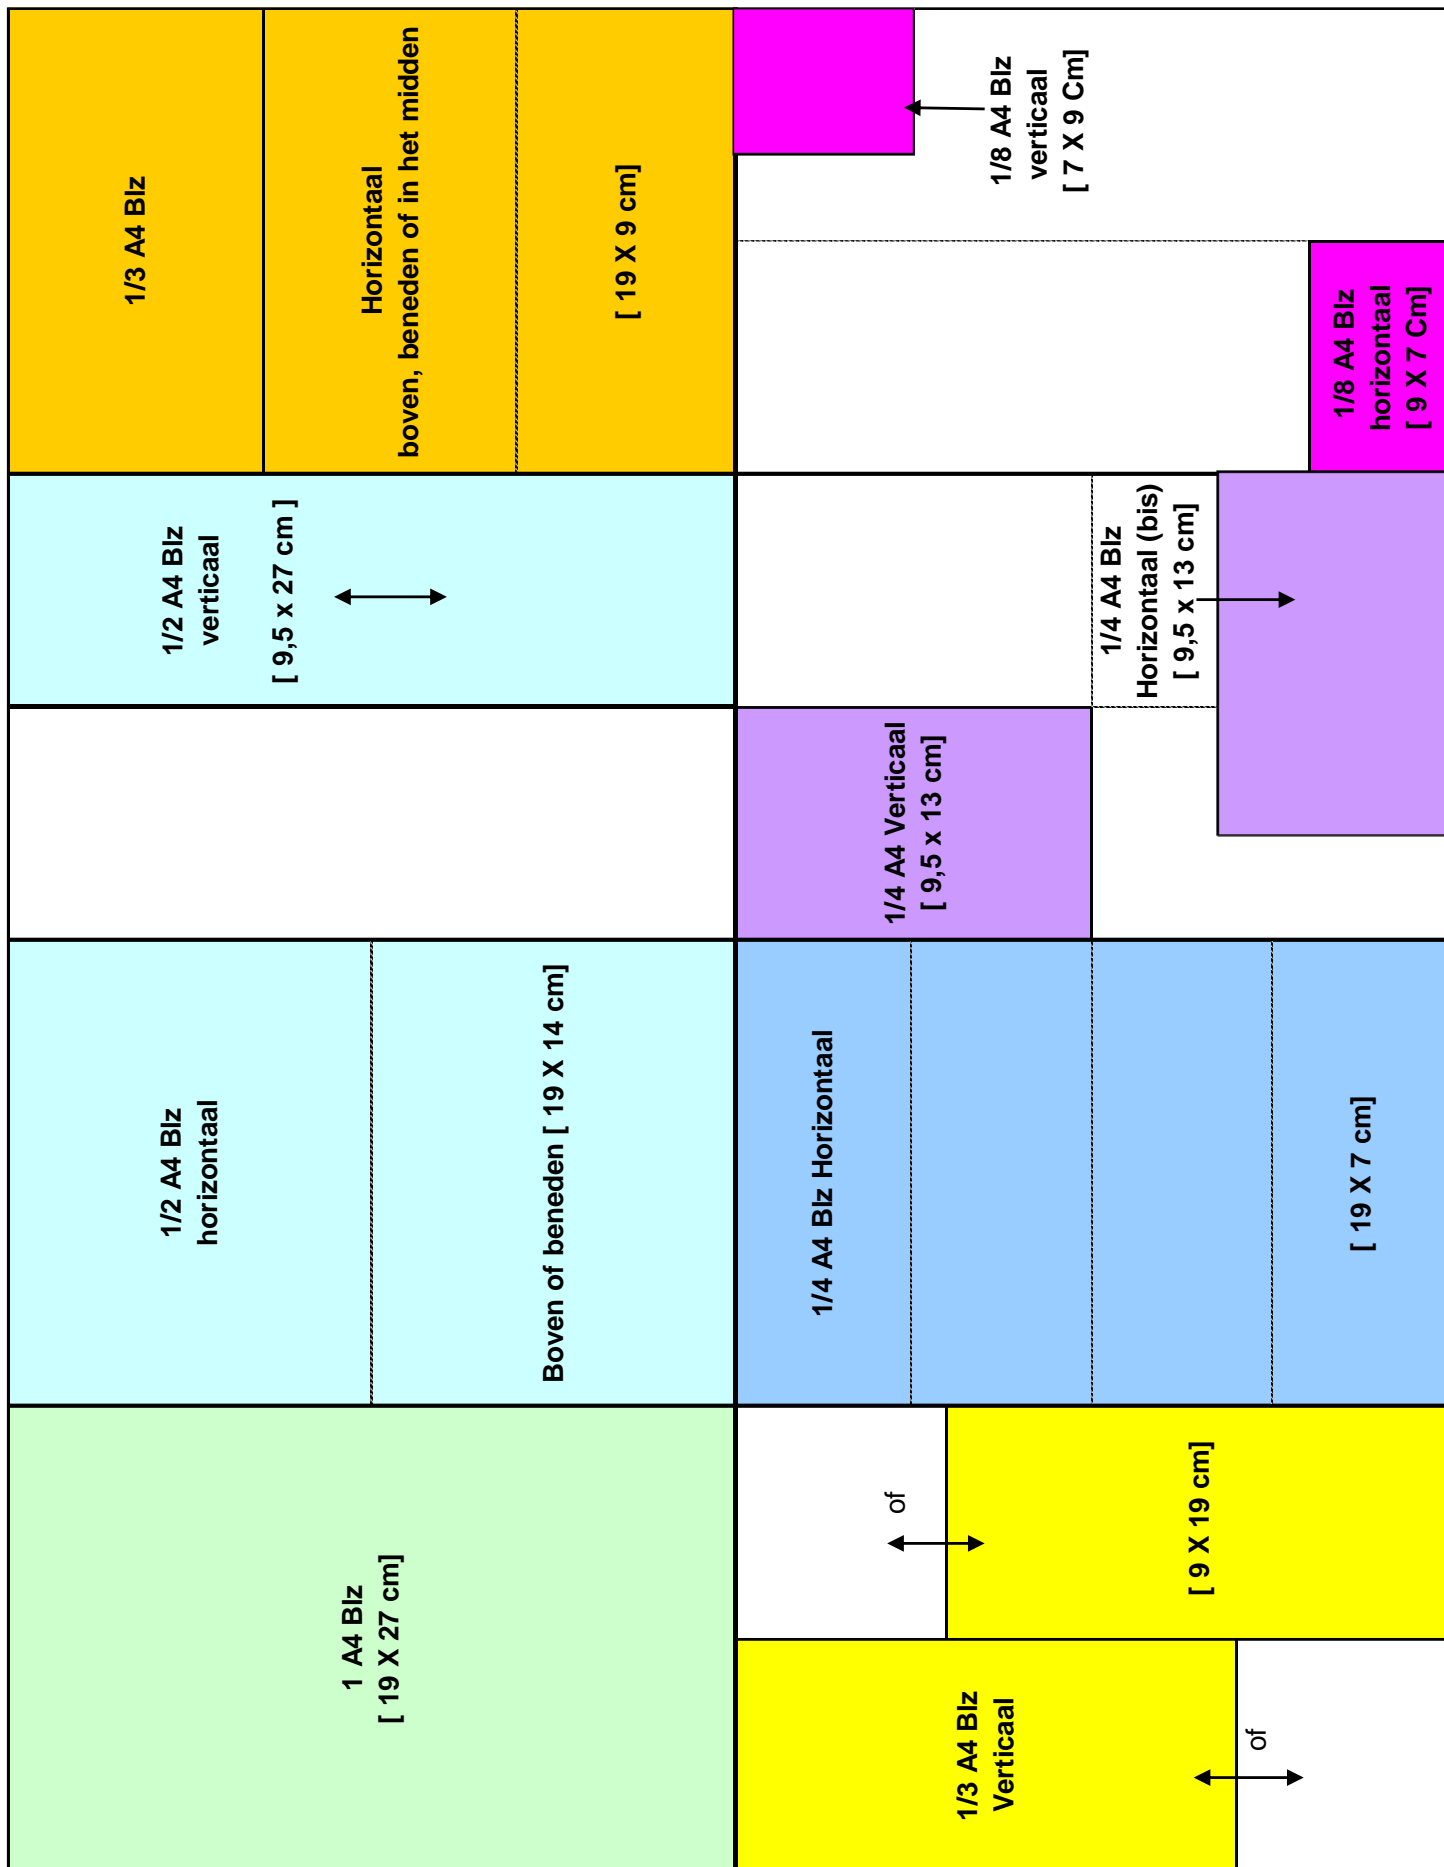 1 A4 Blz
[ 19 X 27 cm]
1/2 A4 Blz
horizontaal
Boven of beneden [ 19 X 14 cm]
1/2 A4 Blz
verticaal
[ 9,5 x 27 cm ]
1/3 A4 Blz
Horizontaal
boven, beneden of in het midden
[ 19 X 9 cm]
1/3 A4 Blz
Verticaal
of
of
[ 9 X 19 cm]
1/4 A4 Blz Horizontaal
[ 19 X 7 cm]
1/4 A4 Verticaal
[ 9,5 x 13 cm]
1/4 A4 Blz
Horizontaal (bis)
[ 9,5 x 13 cm]
1/8 A4 Blz
verticaal
[ 7 X 9 Cm]
1/8 A4 Blz
horizontaal
[ 9 X 7 Cm]